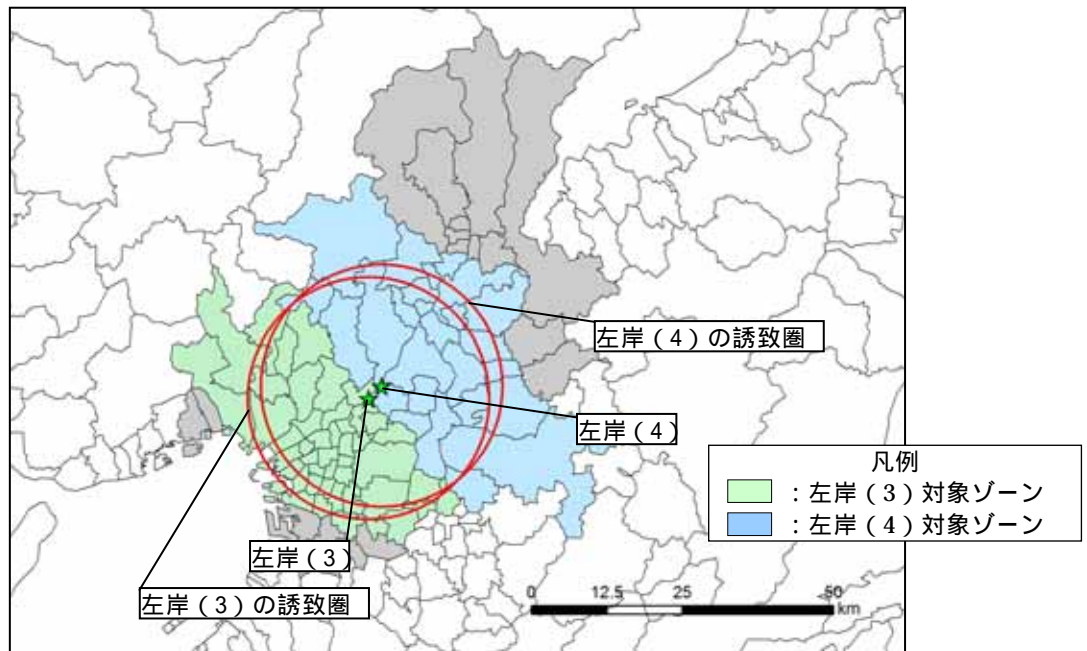 左岸（4）の誘致圏
左岸（4）
凡例
：左岸（3）対象ゾーン
：左岸（4）対象ゾーン
左岸（3）
左岸（3）の誘致圏
0 12.5 25 50
km